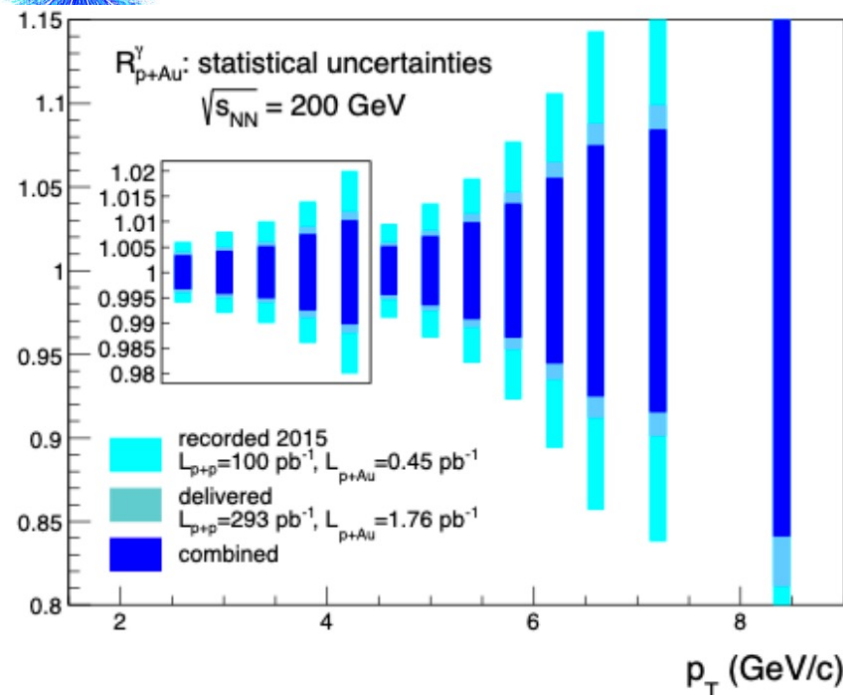 R^γ_p+Au: statistical uncertainties
√s_NN = 200 GeV
1.15
1.1
1.05
1
0.95
0.9
0.85
0.8
1.02
1.015
1.01
1.005
1
0.995
0.99
0.985
0.98
recorded 2015
L_p+p=100 pb^-1, L_p+Au=0.45 pb^-1
delivered
L_p+p=293 pb^-1, L_p+Au=1.76 pb^-1
combined
2 4 6 8
p_T (GeV/c)